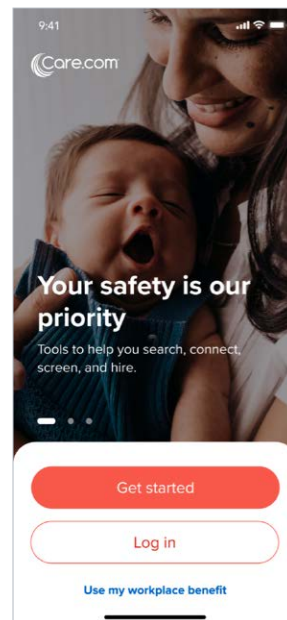 9:41
Care.com
Your safety is our
priority
Tools to help you search, connect,
screen, and hire.
Get started
Log in
Use my workplace benefit